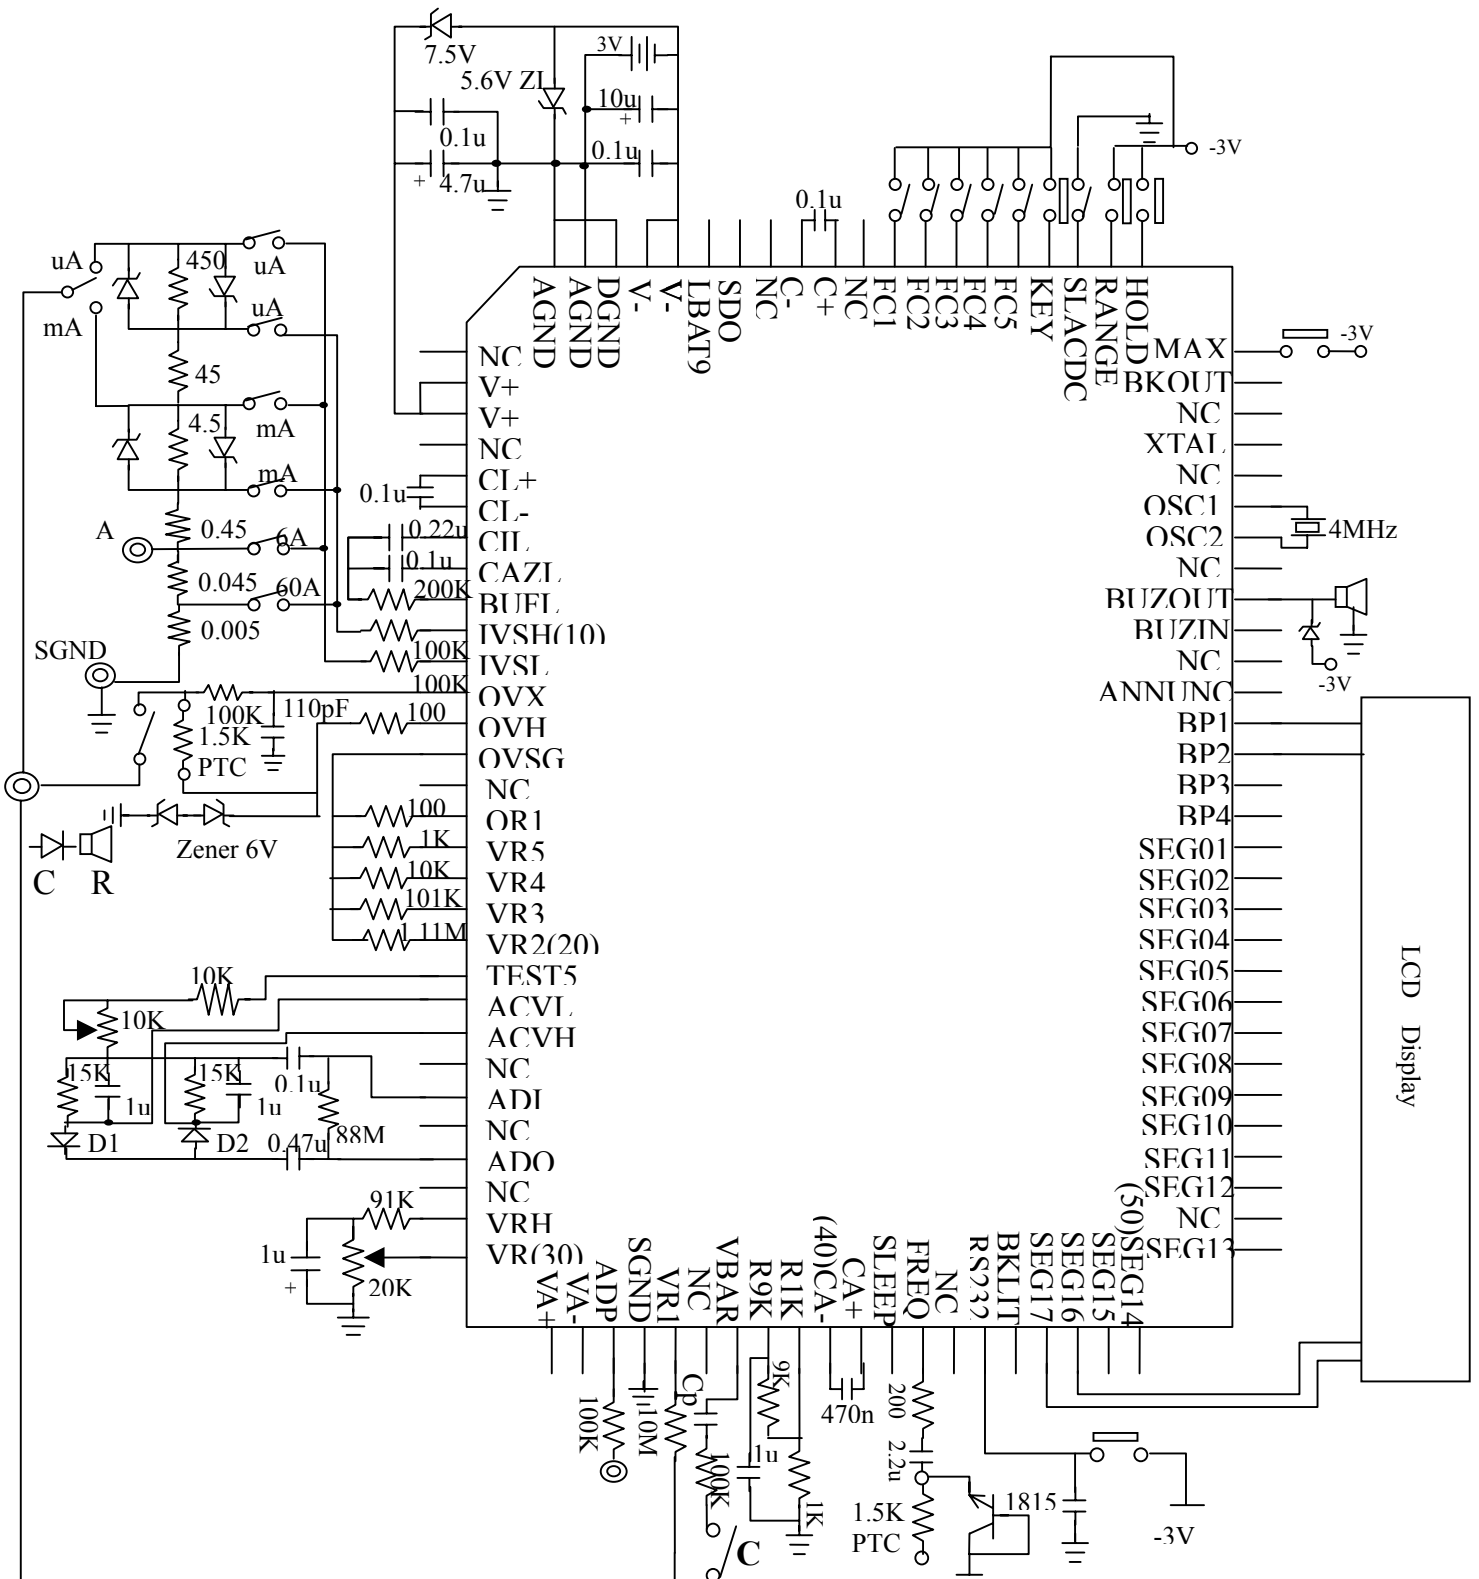 7.5V
3V
5.6V ZI
10u
+
0.1u
0.1u
+ 4.7u
-3V
0.1u
uA
450
uA
mA
uA
45
4.5
mA
mA
A
0.45
6A
0.045
60A
0.005
SGND
AGND
AGND
DGND
V-
V-
LBAT9
SDO
NC
C-
C+
NC
FC1
FC2
FC3
FC4
FC5
KEY
SLACDC
RANGE
HOLD
NC
V+
V+
NC
CL+
CL-
CIL
CAZL
BUFL
IVSH(10)
IVSL
OVX
OVH
OVSG
NC
OR1
VR5
VR4
VR3
VR2(20)
TEST5
ACVL
ACVH
NC
ADI
NC
ADO
NC
VRH
VR(30)
0.1u
0.22u
0.1u
200K
100K
100K
100K
110pF
100
1.5K
PTC
100
1K
10K
101K
1.11M
Zener 6V
C R
10K
10K
15K
15K
0.1u
1u
1u
88M
D1
D2
0.47u
91K
1u
+
20K
MAX
-3V
BKOUT
NC
XTAL
NC
OSC1
OSC2
4MHz
NC
BUZOUT
BUZIN
NC
-3V
ANNUNC
BP1
BP2
BP3
BP4
SEG01
SEG02
SEG03
SEG04
SEG05
SEG06
SEG07
SEG08
SEG09
SEG10
SEG11
SEG12
NC
SEG13
LCD Display
VA+
VA-
ADP
SGND
VR1
NC
VBAR
R9K
R1K
(40)CA-
CA+
SLEEP
FREQ
NC
RS232
BKLIT
SEG17
SEG16
SEG15
(50)SEG14
100K
10M
Cp
100K
9K
1u
1K
470n
200
2.2u
1.5K
PTC
1815
-3V
C